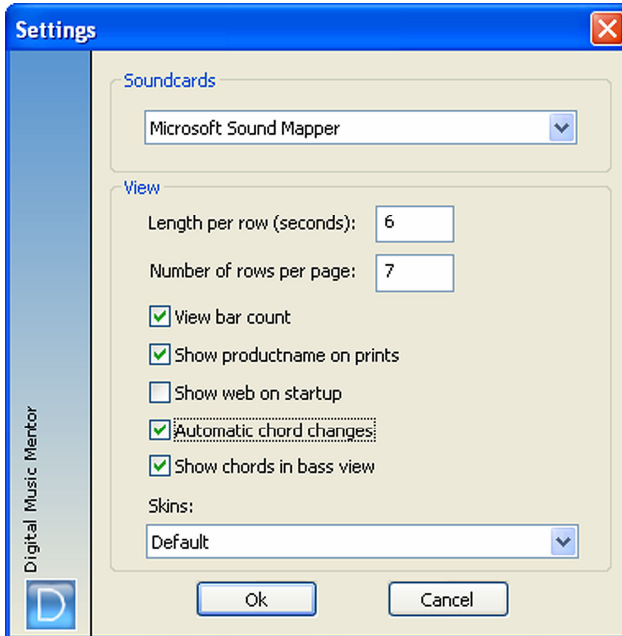 Settings
Soundcards
Microsoft Sound Mapper
View
Length per row (seconds): 6
Number of rows per page: 7
View bar count
Show productname on prints
Show web on startup
Automatic chord changes
Show chords in bass view
Skins:
Default
Ok Cancel
Digital Music Mentor
D